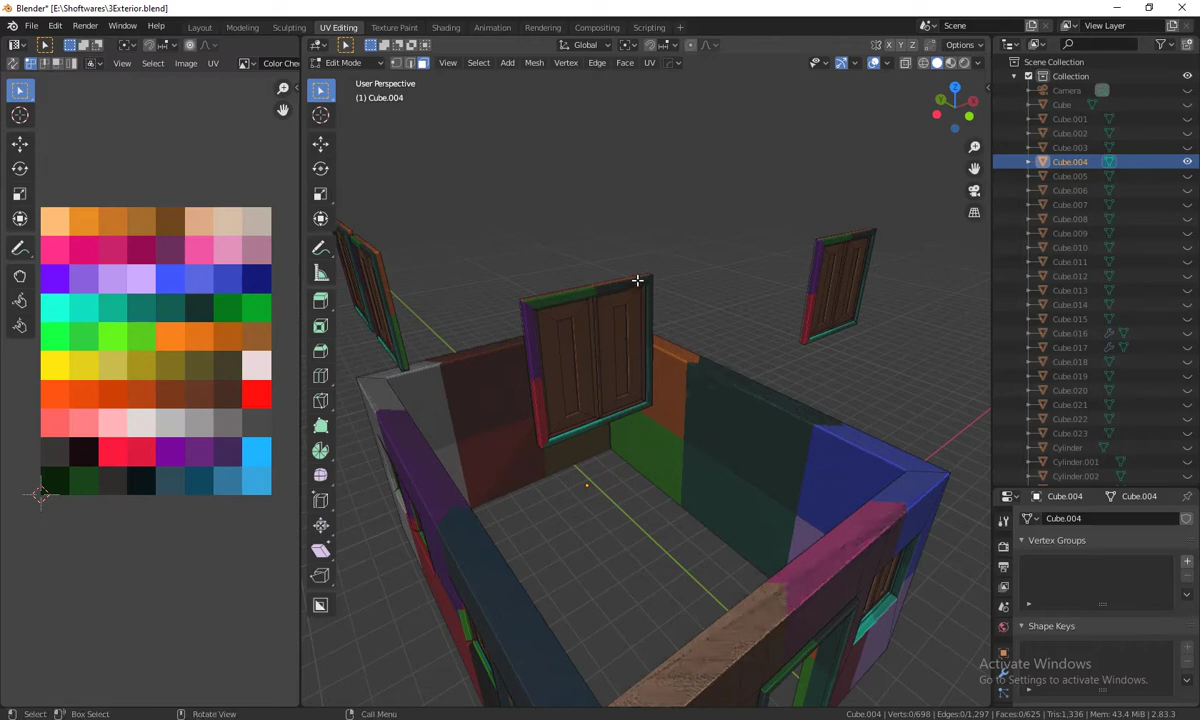 Blender* [E:\Shoftwares\3Exterior.blend]
File Edit Render Window Help Layout Modeling Sculpting UV Editing Texture Paint Shading Animation Rendering Compositing Scripting Scene View Layer
Global Options
View Select Image UV Color Che Edit Mode View Select Add Mesh Vertex Edge Face UV
User Perspective
(1) Cube.004
X Y Z
Z Y X
Scene Collection
Collection
Camera
Cube
Cube.001
Cube.002
Cube.003
Cube.004
Cube.005
Cube.006
Cube.007
Cube.008
Cube.009
Cube.010
Cube.011
Cube.012
Cube.013
Cube.014
Cube.015
Cube.016
Cube.017
Cube.018
Cube.019
Cube.020
Cube.021
Cube.022
Cube.023
Cylinder
Cylinder.001
Cylinder.002
Cube.004 Cube.004
Cube.004
Vertex Groups
Shape Keys
Activate Windows
Go to Settings to activate Windows.
Select Box Select Rotate View Call Menu Cube.004 | Verts:0/698 | Edges:0/1,297 | Faces:0/625 | Tris:1,336 | Mem: 43.4 MiB | 2.83.3